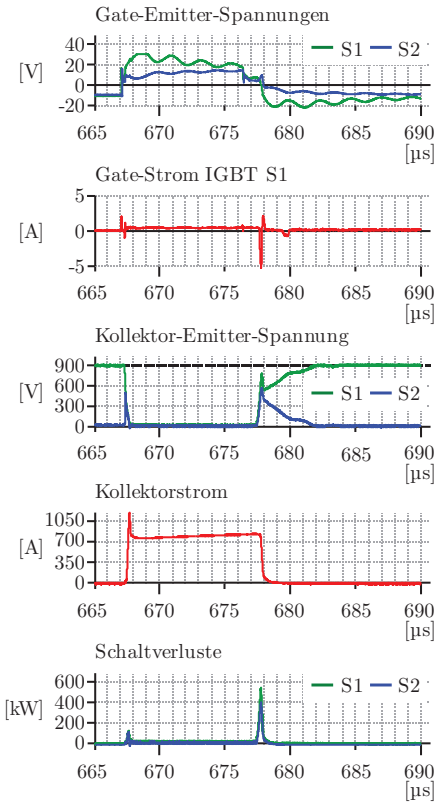 Gate-Emitter-Spannungen
[V]
40
20
0
-20
S1
S2
665 670 675 680 685 690
[µs]
Gate-Strom IGBT S1
[A]
5
0
-5
665 670 675 680 685 690
[µs]
Kollektor-Emitter-Spannung
[V]
900
600
300
0
S1
S2
665 670 675 680 685 690
[µs]
Kollektorstrom
[A]
1050
700
350
0
665 670 675 680 685 690
[µs]
Schaltverluste
[kW]
600
400
200
0
S1
S2
665 670 675 680 685 690
[µs]